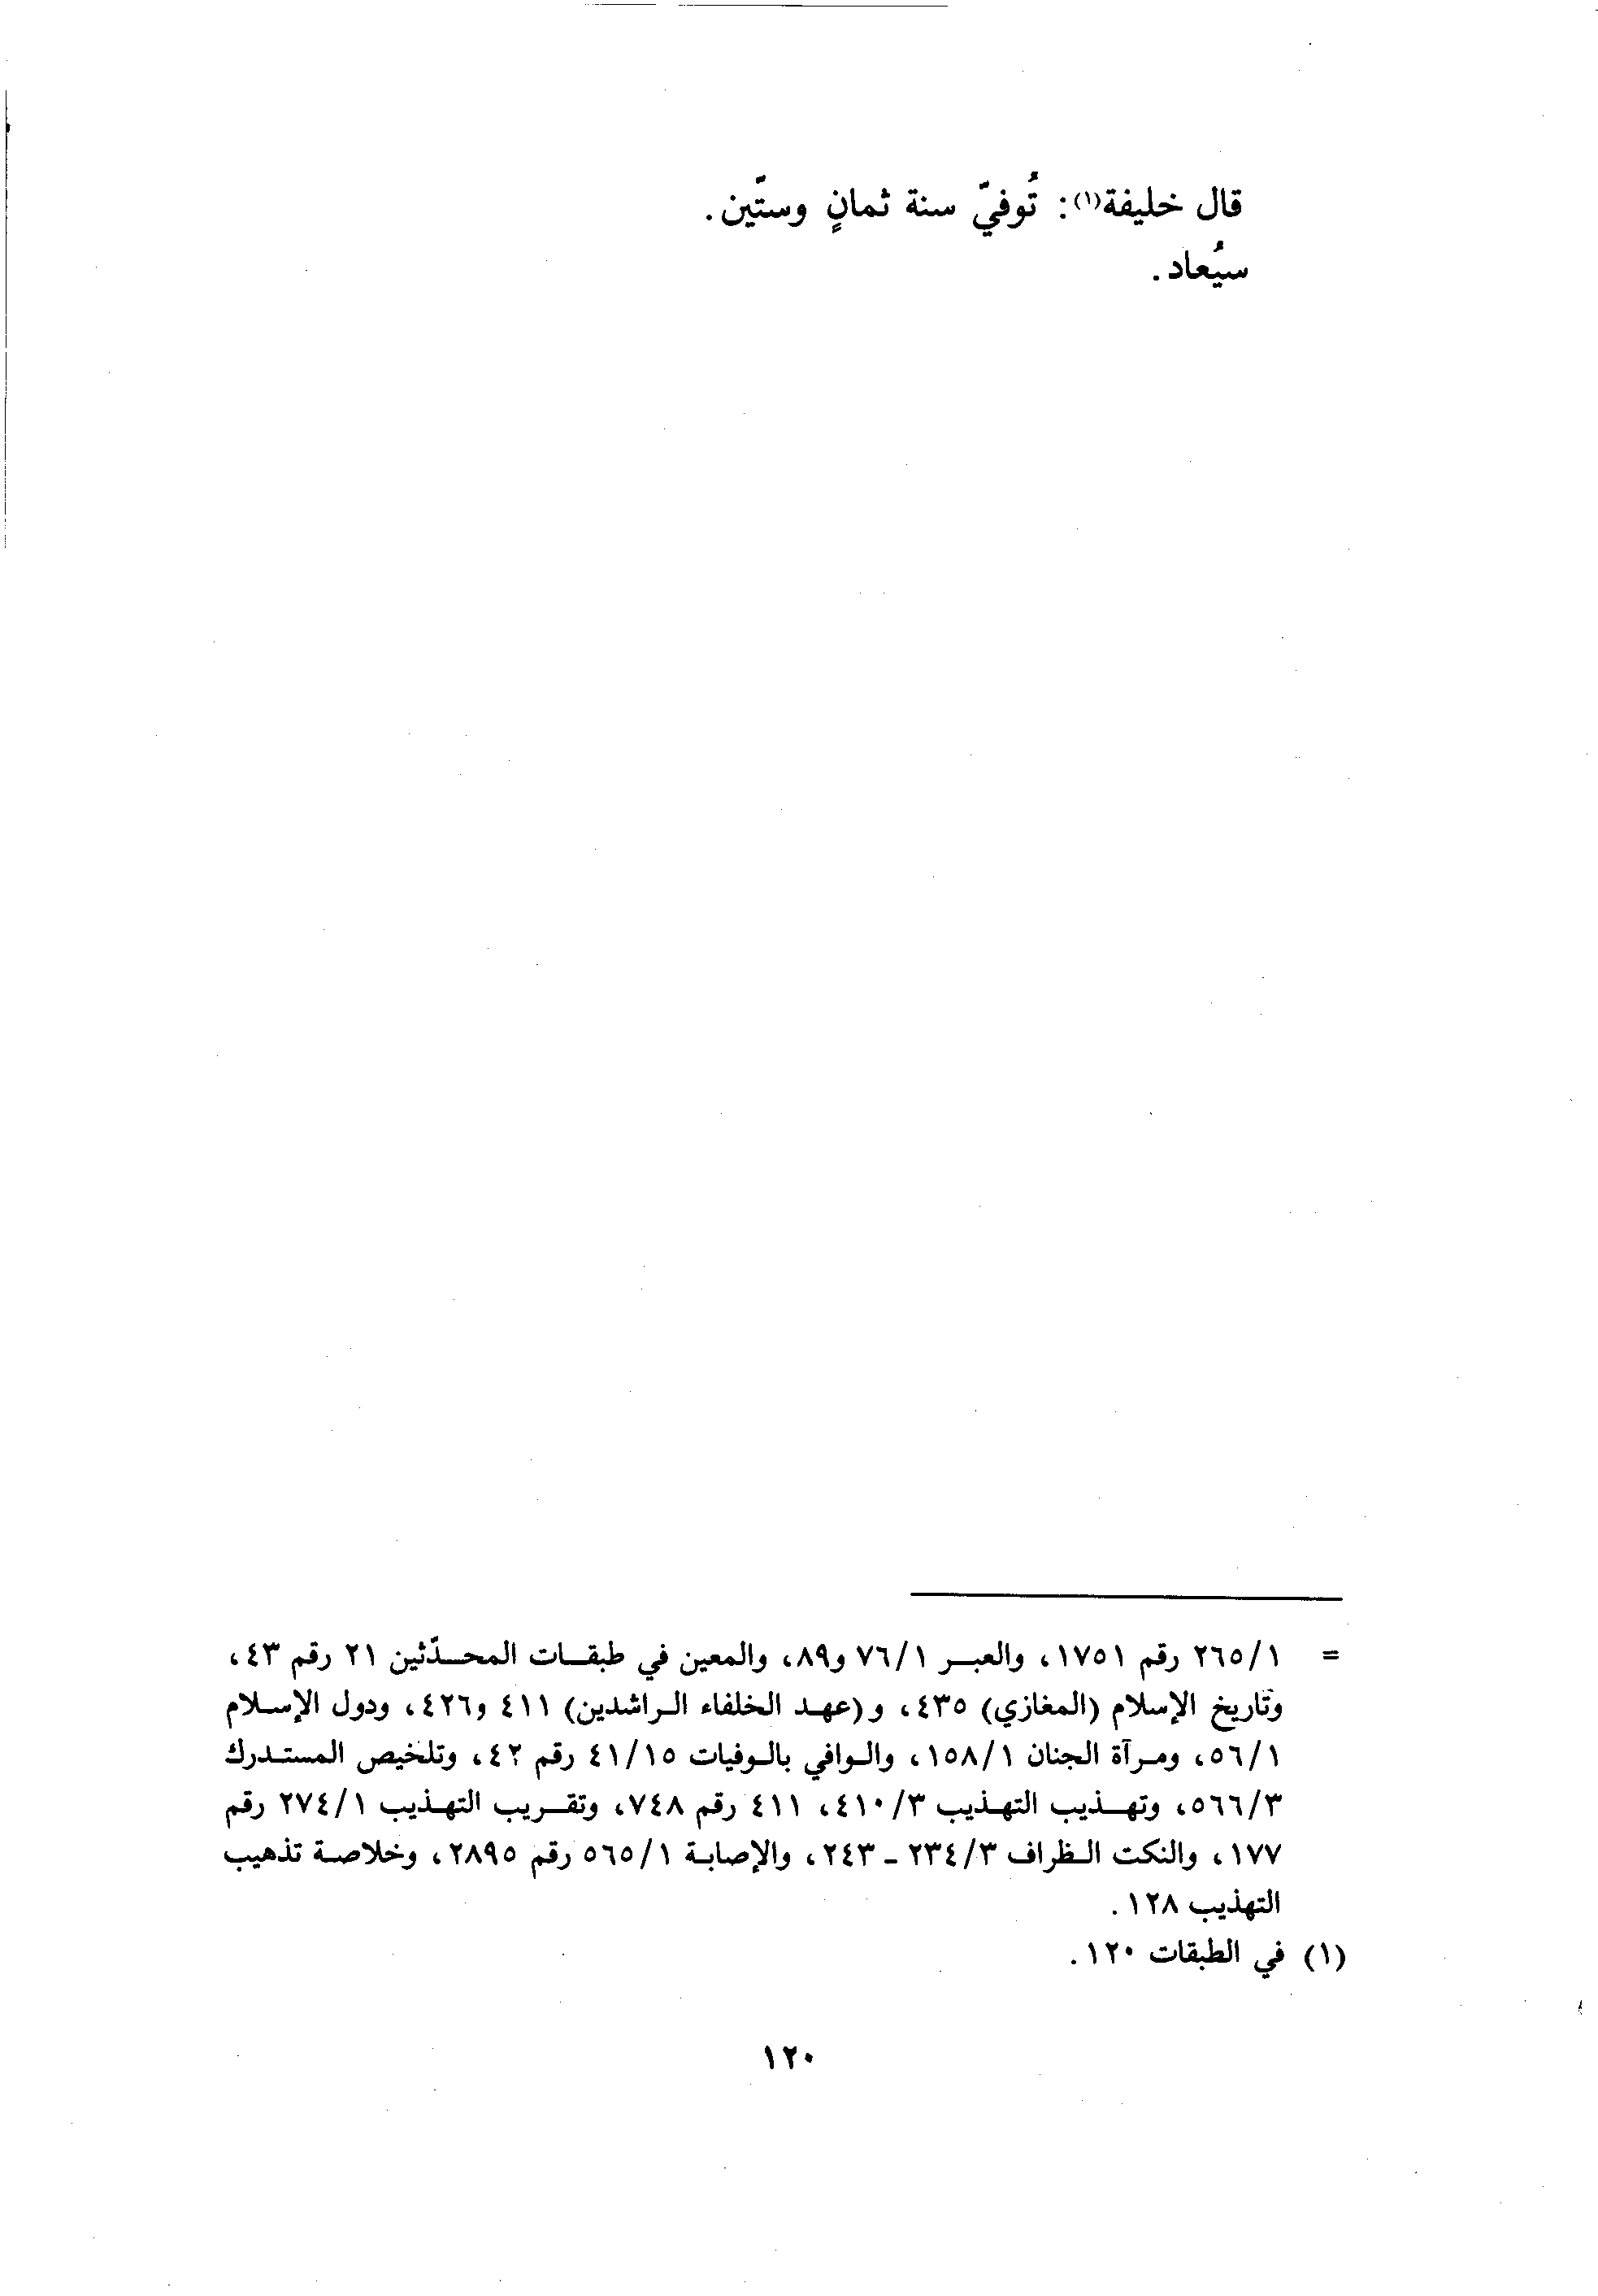 قال خليفة(١): تُوفيّ سنة ثمانٍ وستّين.
سيُعاد.
= ٢٦٥/١ رقم ١٧٥١، والعبر ٧٦/١ و٨٩، والمعين في طبقات المحدّثين ٢١ رقم ٤٣،
وتاريخ الإسلام (المغازي) ٤٣٥، و(عهد الخلفاء الراشدين) ٤١١ و٤٢٦، ودول الإسلام
٥٦/١، ومرآة الجنان ١٥٨/١، والوافي بالوفيات ٤١/١٥ رقم ٤٢، وتلخيص المستدرك
٥٦٦/٣، وتهذيب التهذيب ٤١٠/٣، ٤١١ رقم ٧٤٨، وتقريب التهذيب ٢٧٤/١ رقم
١٧٧، والنكت الظراف ٢٣٤/٣ ـ ٢٤٣، والإصابة ٥٦٥/١ رقم ٢٨٩٥، وخلاصة تذهيب
التهذيب ١٢٨.
(١) في الطبقات ١٢٠.
١٢٠